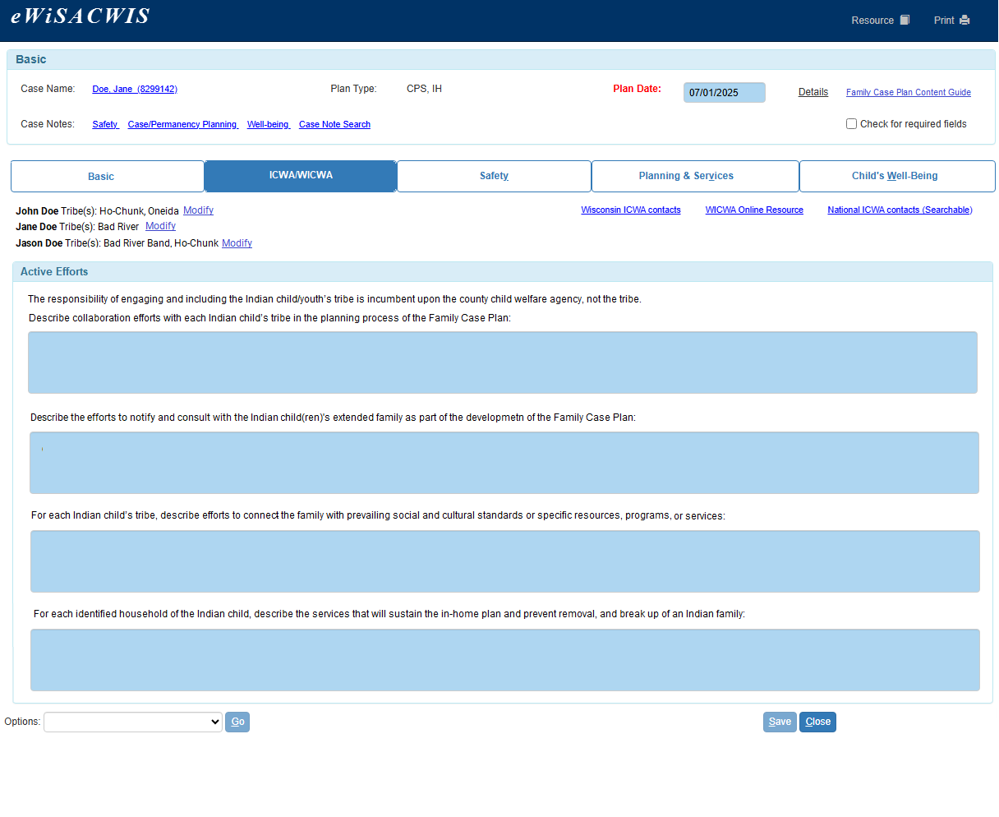 eWiSACWIS
Resource Print
Basic
Case Name: Doe, Jane (8299142) Plan Type: CPS, IH Plan Date: 07/01/2025 Details Family Case Plan Content Guide
Case Notes: Safety Case/Permanency Planning Well-being Case Note Search Check for required fields
Basic ICWA/WICWA Safety Planning & Services Child's Well-Being
John Doe Tribe(s): Ho-Chunk, Oneida Modify Wisconsin ICWA contacts WICWA Online Resource National ICWA contacts (Searchable)
Jane Doe Tribe(s): Bad River Modify
Jason Doe Tribe(s): Bad River Band, Ho-Chunk Modify
Active Efforts
The responsibility of engaging and including the Indian child/youth's tribe is incumbent upon the county child welfare agency, not the tribe.
Describe collaboration efforts with each Indian child's tribe in the planning process of the Family Case Plan:
Describe the efforts to notify and consult with the Indian child(ren)'s extended family as part of the developmetn of the Family Case Plan:
For each Indian child's tribe, describe efforts to connect the family with prevailing social and cultural standards or specific resources, programs, or services:
For each identified household of the Indian child, describe the services that will sustain the in-home plan and prevent removal, and break up of an Indian family:
Options: Go Save Close